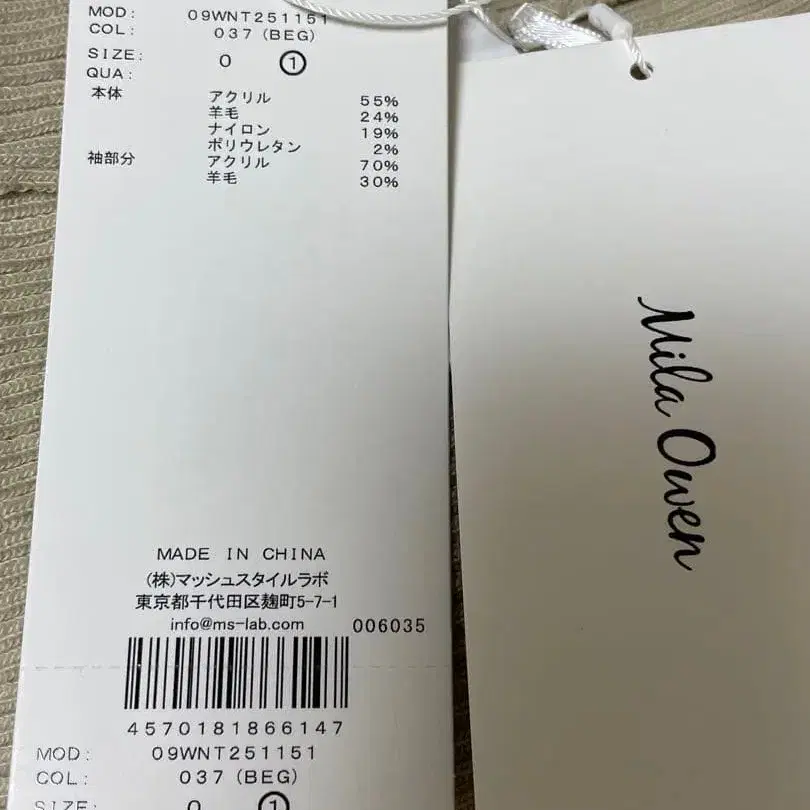 MOD: 09WNT251151
COL: 037 (BEG)
SIZE: 0 ①
QUA:
本体 アクリル 55%
羊毛 24%
ナイロン 19%
ポリウレタン 2%
袖部分 アクリル 70%
羊毛 30%
MADE IN CHINA
(株)マッシュスタイルラボ
東京都千代田区麹町5-7-1
info@ms-lab.com 006035
4570181866147
MOD: 09WNT251151
COL: 037 (BEG)
SIZE: 0 ①
Mila Owen